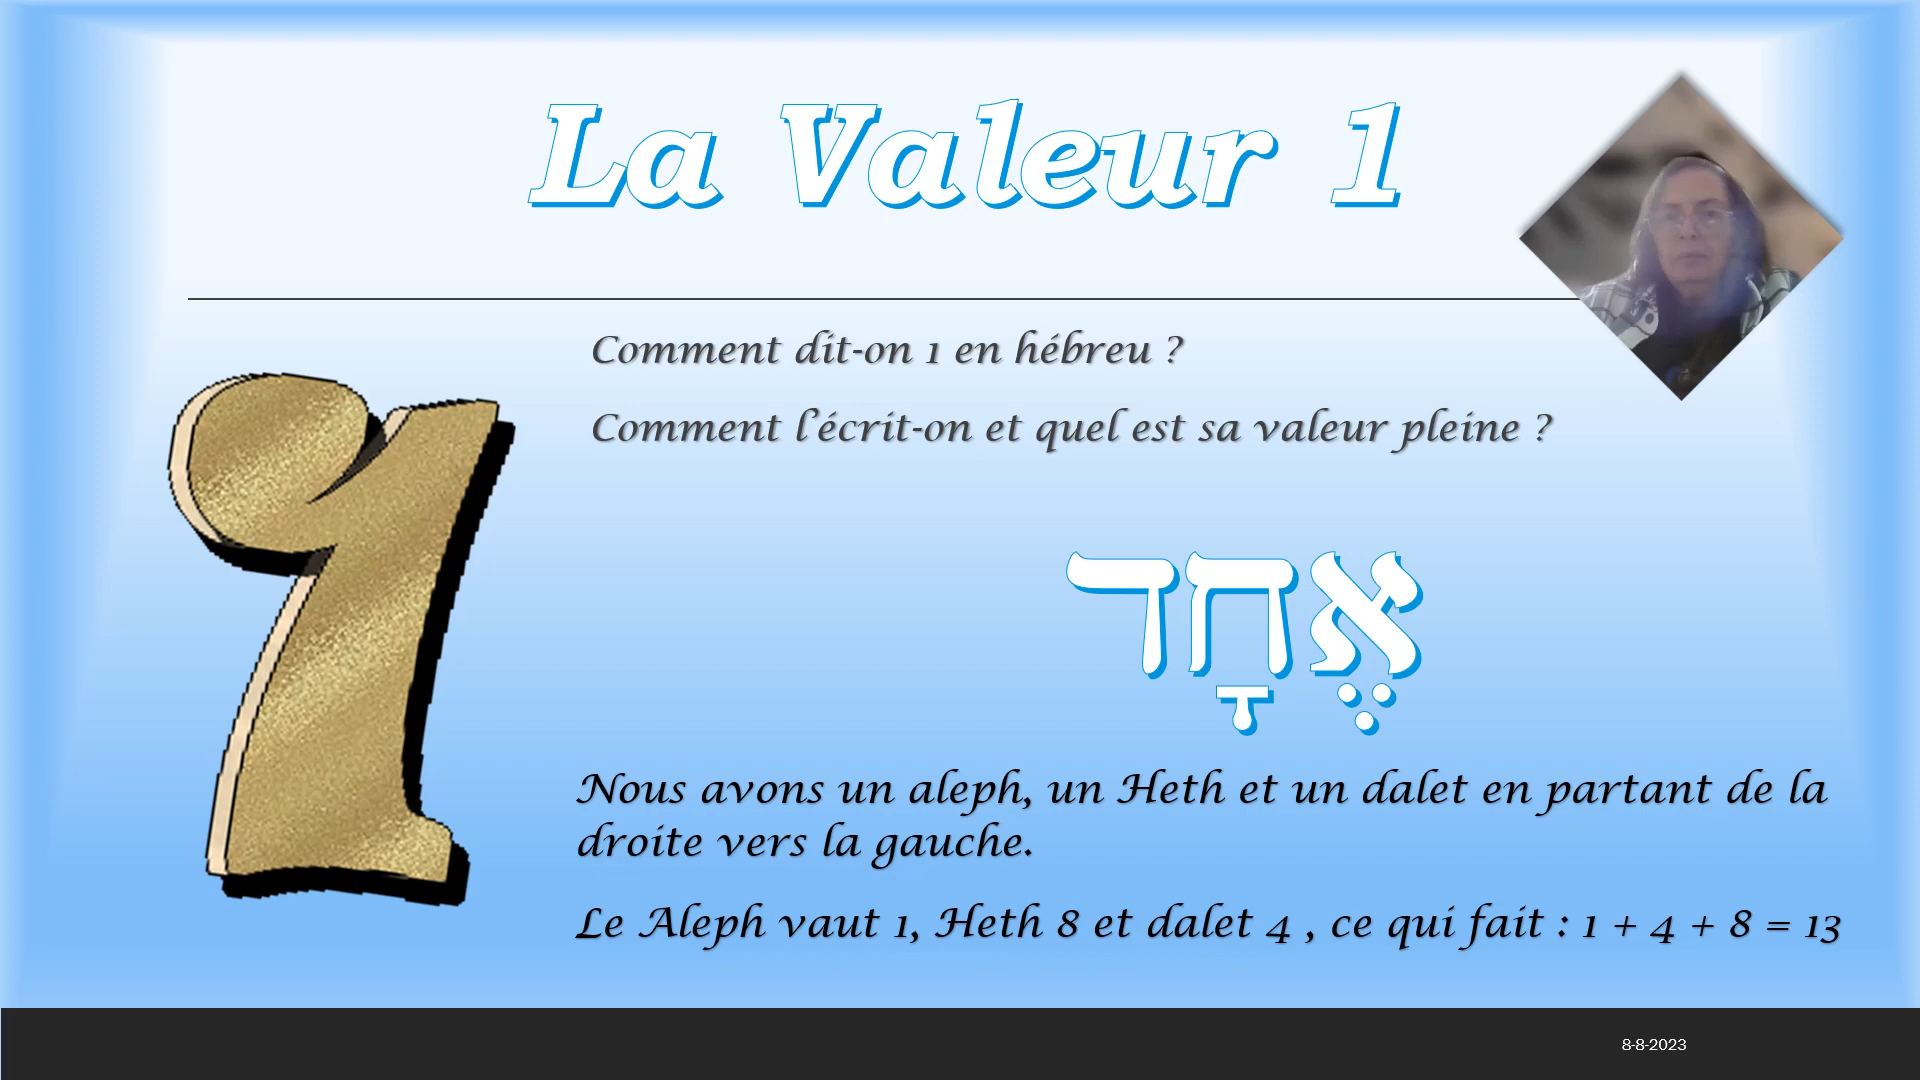 La Valeur 1
Comment dit-on 1 en hébreu ?
Comment l'écrit-on et quel est sa valeur pleine ?
אֶחָד
Nous avons un aleph, un Heth et un dalet en partant de la
droite vers la gauche.
Le Aleph vaut 1, Heth 8 et dalet 4 , ce qui fait : 1 + 4 + 8 = 13
8-8-2023